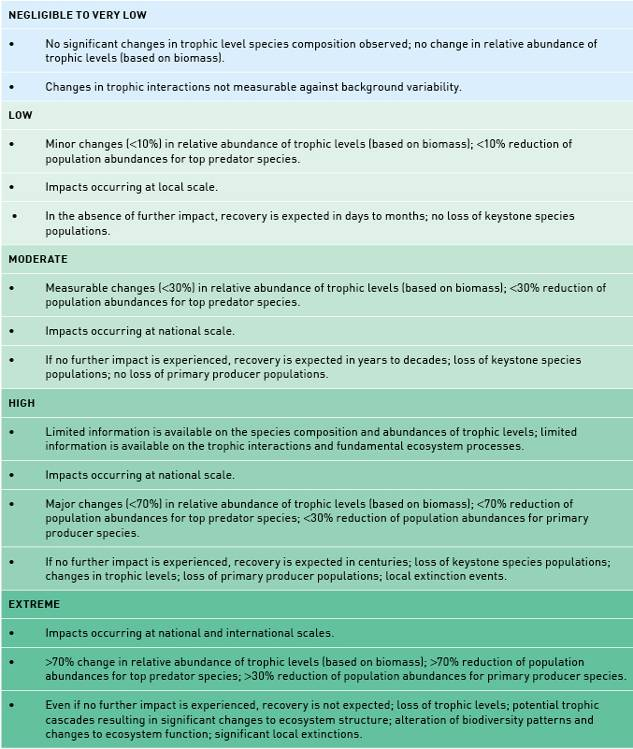 NEGLIGIBLE TO VERY LOW
• No significant changes in trophic level species composition observed; no change in relative abundance of
trophic levels (based on biomass).
• Changes in trophic interactions not measurable against background variability.
LOW
• Minor changes (<10%) in relative abundance of trophic levels (based on biomass); <10% reduction of
population abundances for top predator species.
• Impacts occurring at local scale.
• In the absence of further impact, recovery is expected in days to months; no loss of keystone species
populations.
MODERATE
• Measurable changes (<30%) in relative abundance of trophic levels (based on biomass); <30% reduction of
population abundances for top predator species.
• Impacts occurring at national scale.
• If no further impact is experienced, recovery is expected in years to decades; loss of keystone species
populations; no loss of primary producer populations.
HIGH
• Limited information is available on the species composition and abundances of trophic levels; limited
information is available on the trophic interactions and fundamental ecosystem processes.
• Impacts occurring at national scale.
• Major changes (<70%) in relative abundance of trophic levels (based on biomass); <70% reduction of
population abundances for top predator species; <30% reduction of population abundances for primary
producer species.
• If no further impact is experienced, recovery is expected in centuries; loss of keystone species populations;
changes in trophic levels; loss of primary producer populations; local extinction events.
EXTREME
• Impacts occurring at national and international scales.
• >70% change in relative abundance of trophic levels (based on biomass); >70% reduction of population
abundances for top predator species; >30% reduction of population abundances for primary producer species.
• Even if no further impact is experienced, recovery is not expected; loss of trophic levels; potential trophic
cascades resulting in significant changes to ecosystem structure; alteration of biodiversity patterns and
changes to ecosystem function; significant local extinctions.